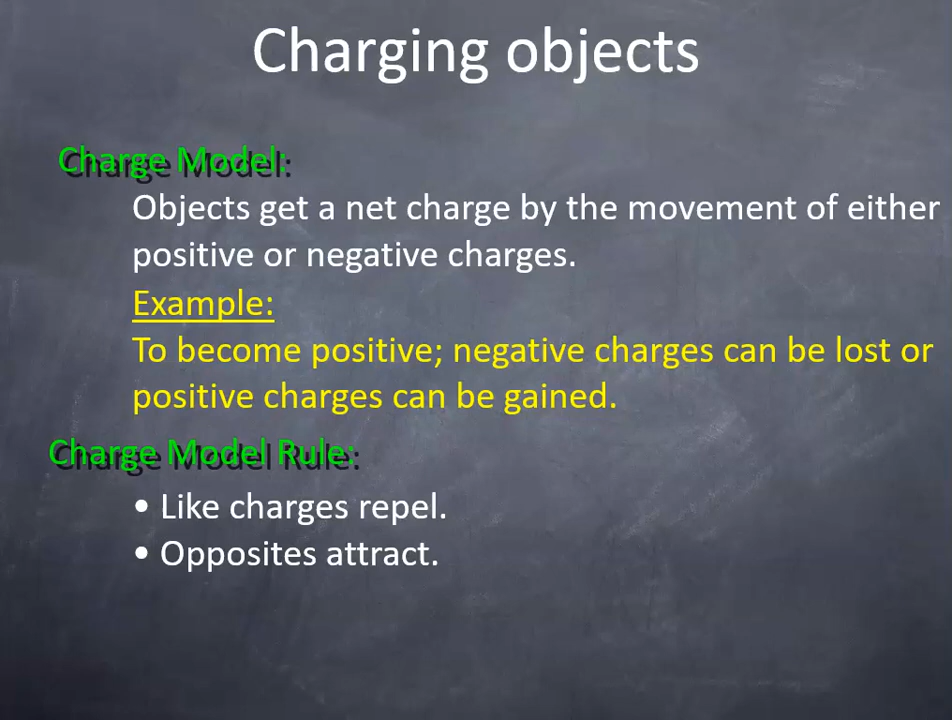 Charging objects
Charge Model:
Objects get a net charge by the movement of either
positive or negative charges.
Example:
To become positive; negative charges can be lost or
positive charges can be gained.
Charge Model Rule:
• Like charges repel.
• Opposites attract.